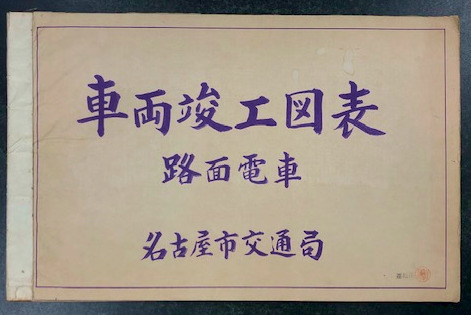 車両竣工図表
路面電車
名古屋市交通局